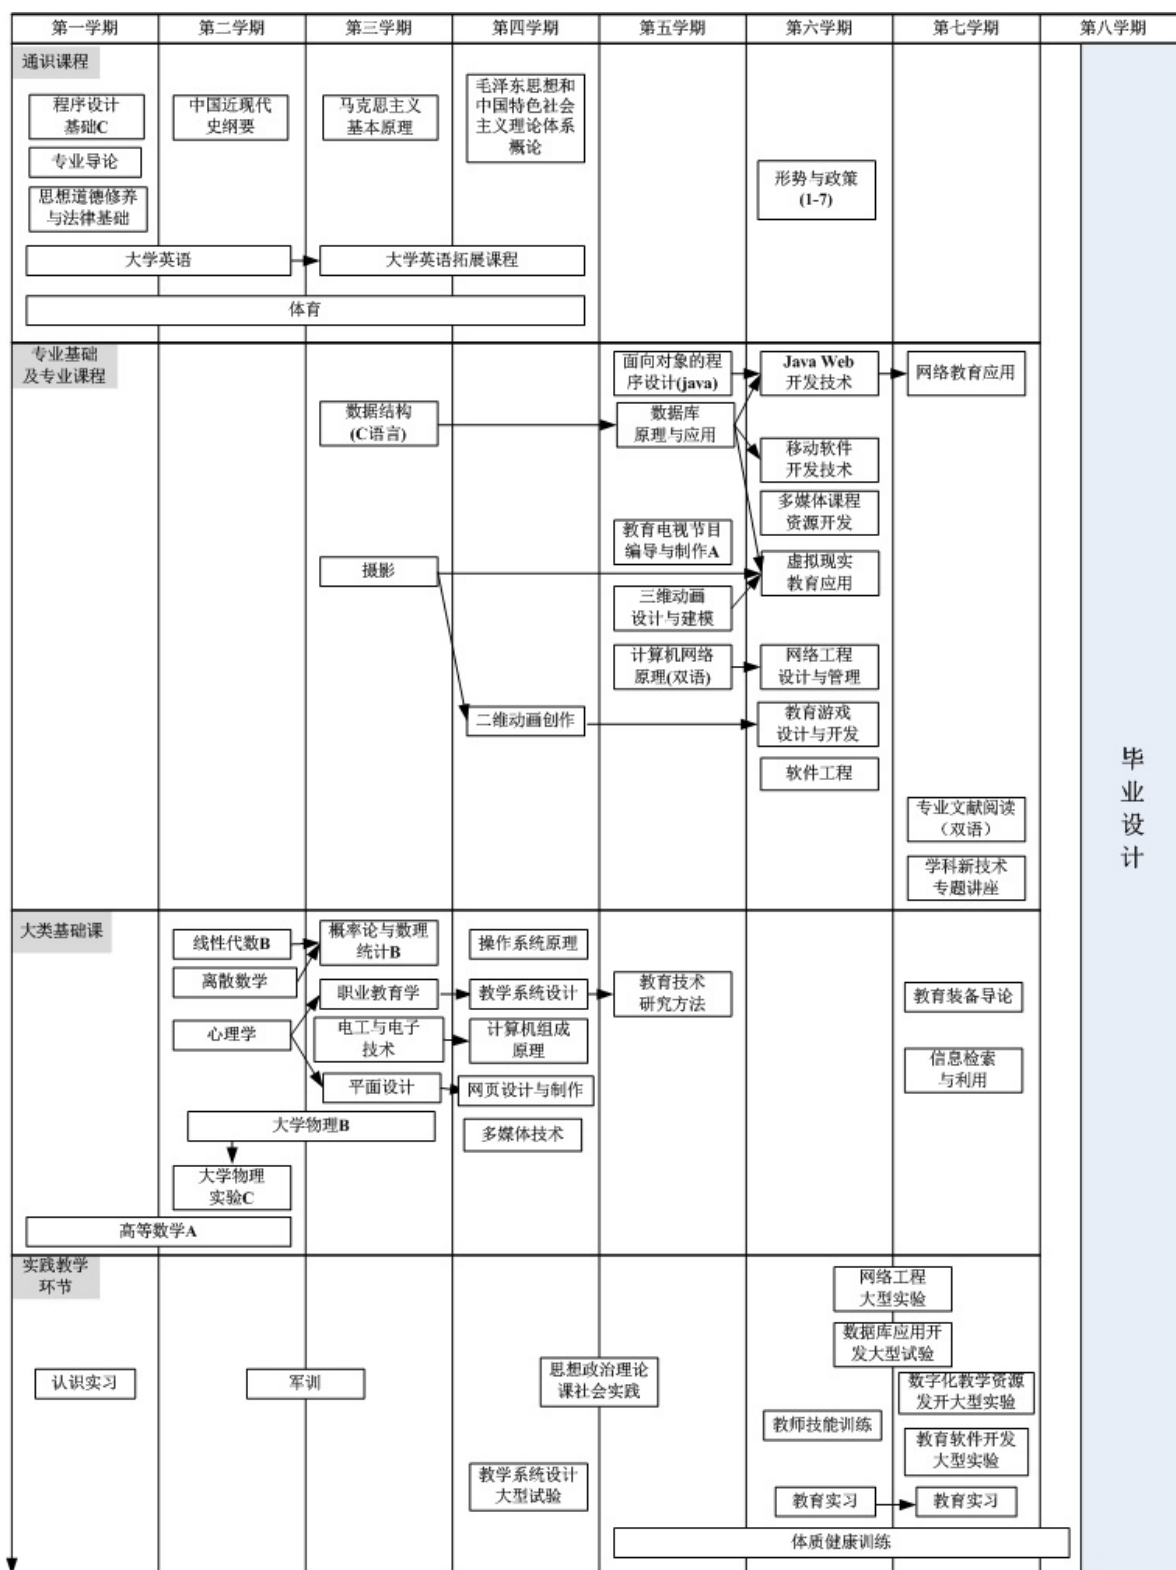 第一学期
第二学期
第三学期
第四学期
第五学期
第六学期
第七学期
第八学期
通识课程
程序设计
基础C
专业导论
思想道德修养
与法律基础
中国近现代
史纲要
马克思主义
基本原理
毛泽东思想和
中国特色社会
主义理论体系
概论
形势与政策
(1-7)
大学英语
大学英语拓展课程
体育
专业基础
及专业课程
面向对象的程
序设计(java)
Java Web
开发技术
网络教育应用
数据结构
(C语言)
数据库
原理与应用
移动软件
开发技术
多媒体课程
资源开发
教育电视节目
编导与制作A
摄影
虚拟现实
教育应用
三维动画
设计与建模
计算机网络
原理(双语)
网络工程
设计与管理
二维动画创作
教育游戏
设计与开发
软件工程
专业文献阅读
（双语）
学科新技术
专题讲座
毕
业
设
计
大类基础课
线性代数B
概率论与数理
统计B
操作系统原理
离散数学
职业教育学
教学系统设计
教育技术
研究方法
教育装备导论
心理学
电工与电子
技术
计算机组成
原理
信息检索
与利用
平面设计
网页设计与制作
大学物理B
多媒体技术
大学物理
实验C
高等数学A
实践教学
环节
网络工程
大型实验
数据库应用开
发大型试验
认识实习
军训
思想政治理论
课社会实践
数字化教学资源
发开大型实验
教师技能训练
教育软件开发
大型实验
教学系统设计
大型试验
教育实习
教育实习
体质健康训练